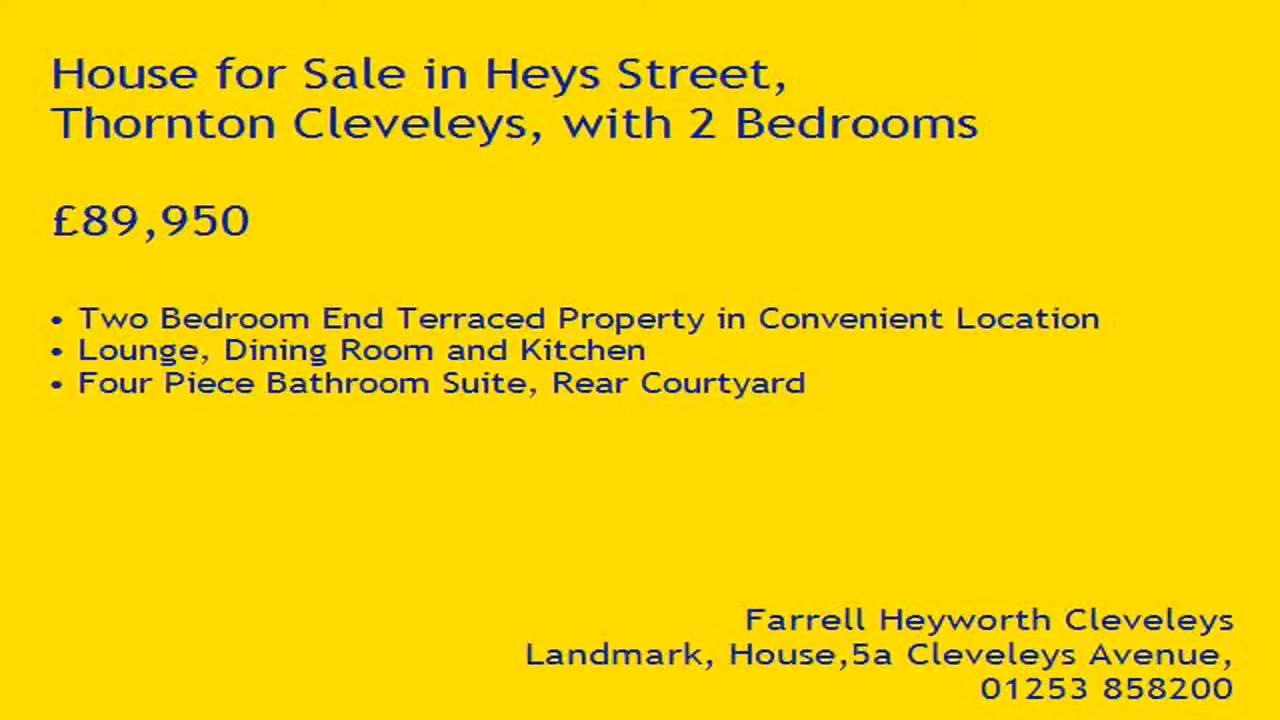 House for Sale in Heys Street,
Thornton Cleveleys, with 2 Bedrooms
£89,950
• Two Bedroom End Terraced Property in Convenient Location
• Lounge, Dining Room and Kitchen
• Four Piece Bathroom Suite, Rear Courtyard
Farrell Heyworth Cleveleys
Landmark, House,5a Cleveleys Avenue,
01253 858200